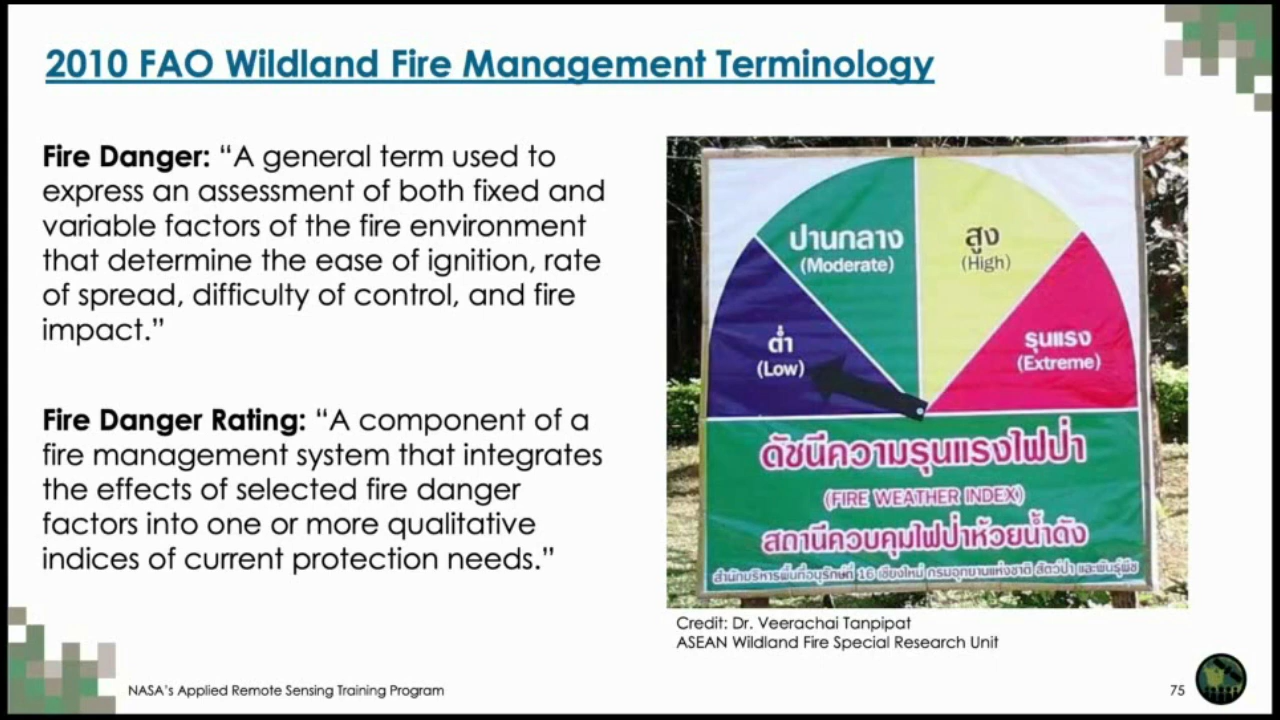 2010 FAO Wildland Fire Management Terminology
Fire Danger: “A general term used to
express an assessment of both fixed and
variable factors of the fire environment
that determine the ease of ignition, rate
of spread, difficulty of control, and fire
impact.”
Fire Danger Rating: “A component of a
fire management system that integrates
the effects of selected fire danger
factors into one or more qualitative
indices of current protection needs.”
ปานกลาง
(Moderate)
สูง
(High)
ต่ำ
(Low)
รุนแรง
(Extreme)
ดัชนีความรุนแรงไฟป่า
(FIRE WEATHER INDEX)
สถานีควบคุมไฟป่าห้วยน้ำดัง
สำนักบริหารพื้นที่อนุรักษ์ที่ 16 เชียงใหม่ กรมอุทยานแห่งชาติ สัตว์ป่า และพันธุ์พืช
Credit: Dr. Veerachai Tanpipat
ASEAN Wildland Fire Special Research Unit
NASA’s Applied Remote Sensing Training Program
75